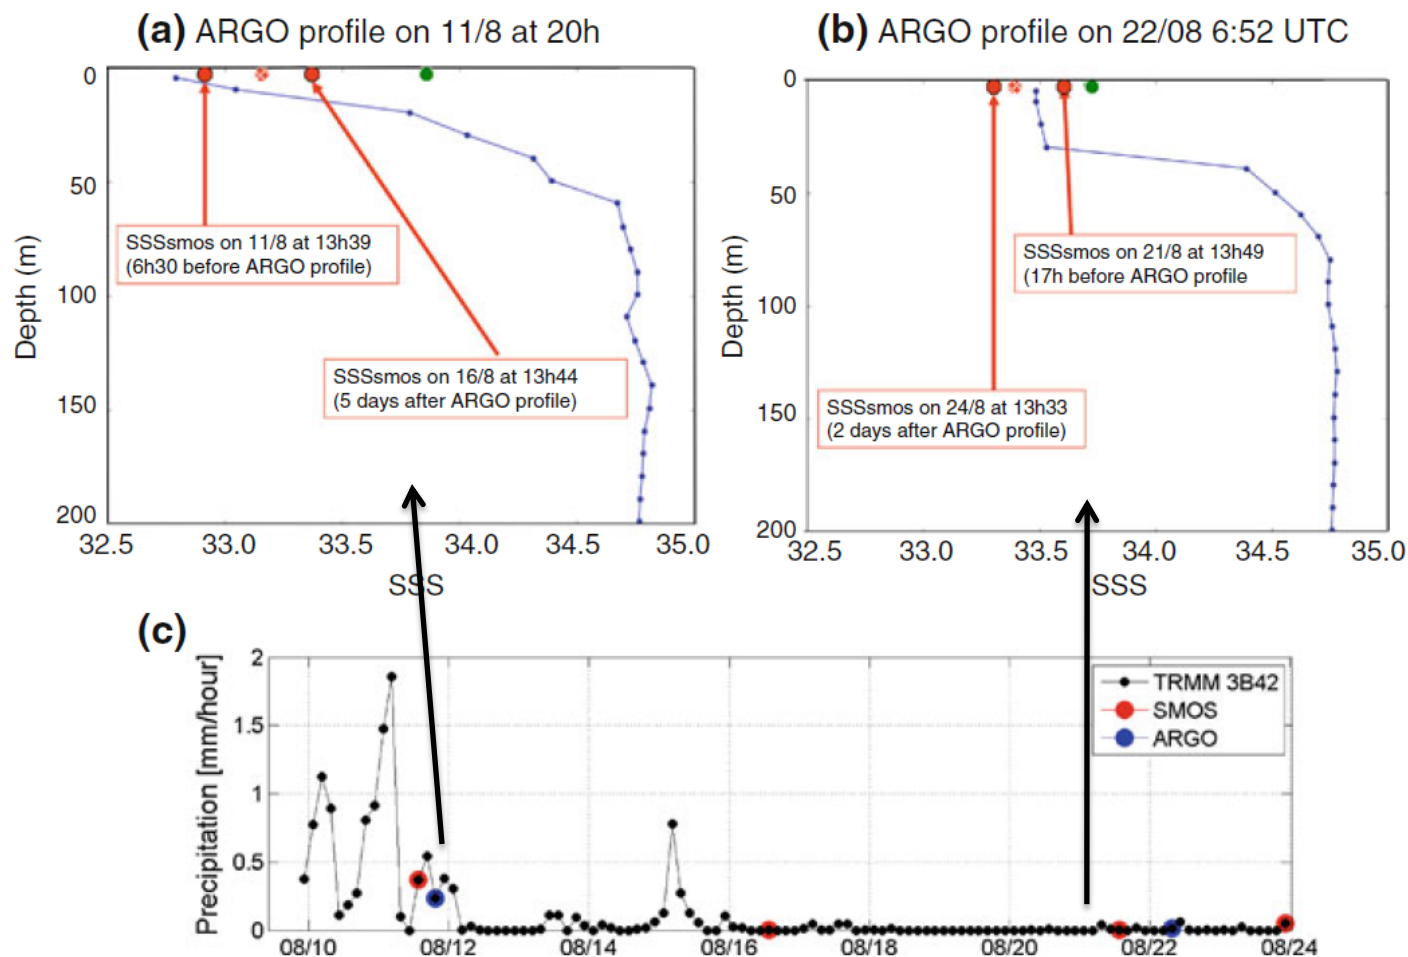 (a) ARGO profile on 11/8 at 20h
(b) ARGO profile on 22/08 6:52 UTC
0
50
100
150
200
Depth (m)
SSSsmos on 11/8 at 13h39
(6h30 before ARGO profile)
SSSsmos on 16/8 at 13h44
(5 days after ARGO profile)
32.5 33.0 33.5 34.0 34.5 35.0
SSS
0
50
100
150
200
Depth (m)
SSSsmos on 21/8 at 13h49
(17h before ARGO profile
SSSsmos on 24/8 at 13h33
(2 days after ARGO profile)
32.5 33.0 33.6 34.0 34.5 35.0
SSS
(c)
Precipitation [mm/hour]
2
1.5
1
0.5
0
TRMM 3B42
SMOS
ARGO
08/10 08/12 08/14 08/16 08/18 08/20 08/22 08/24